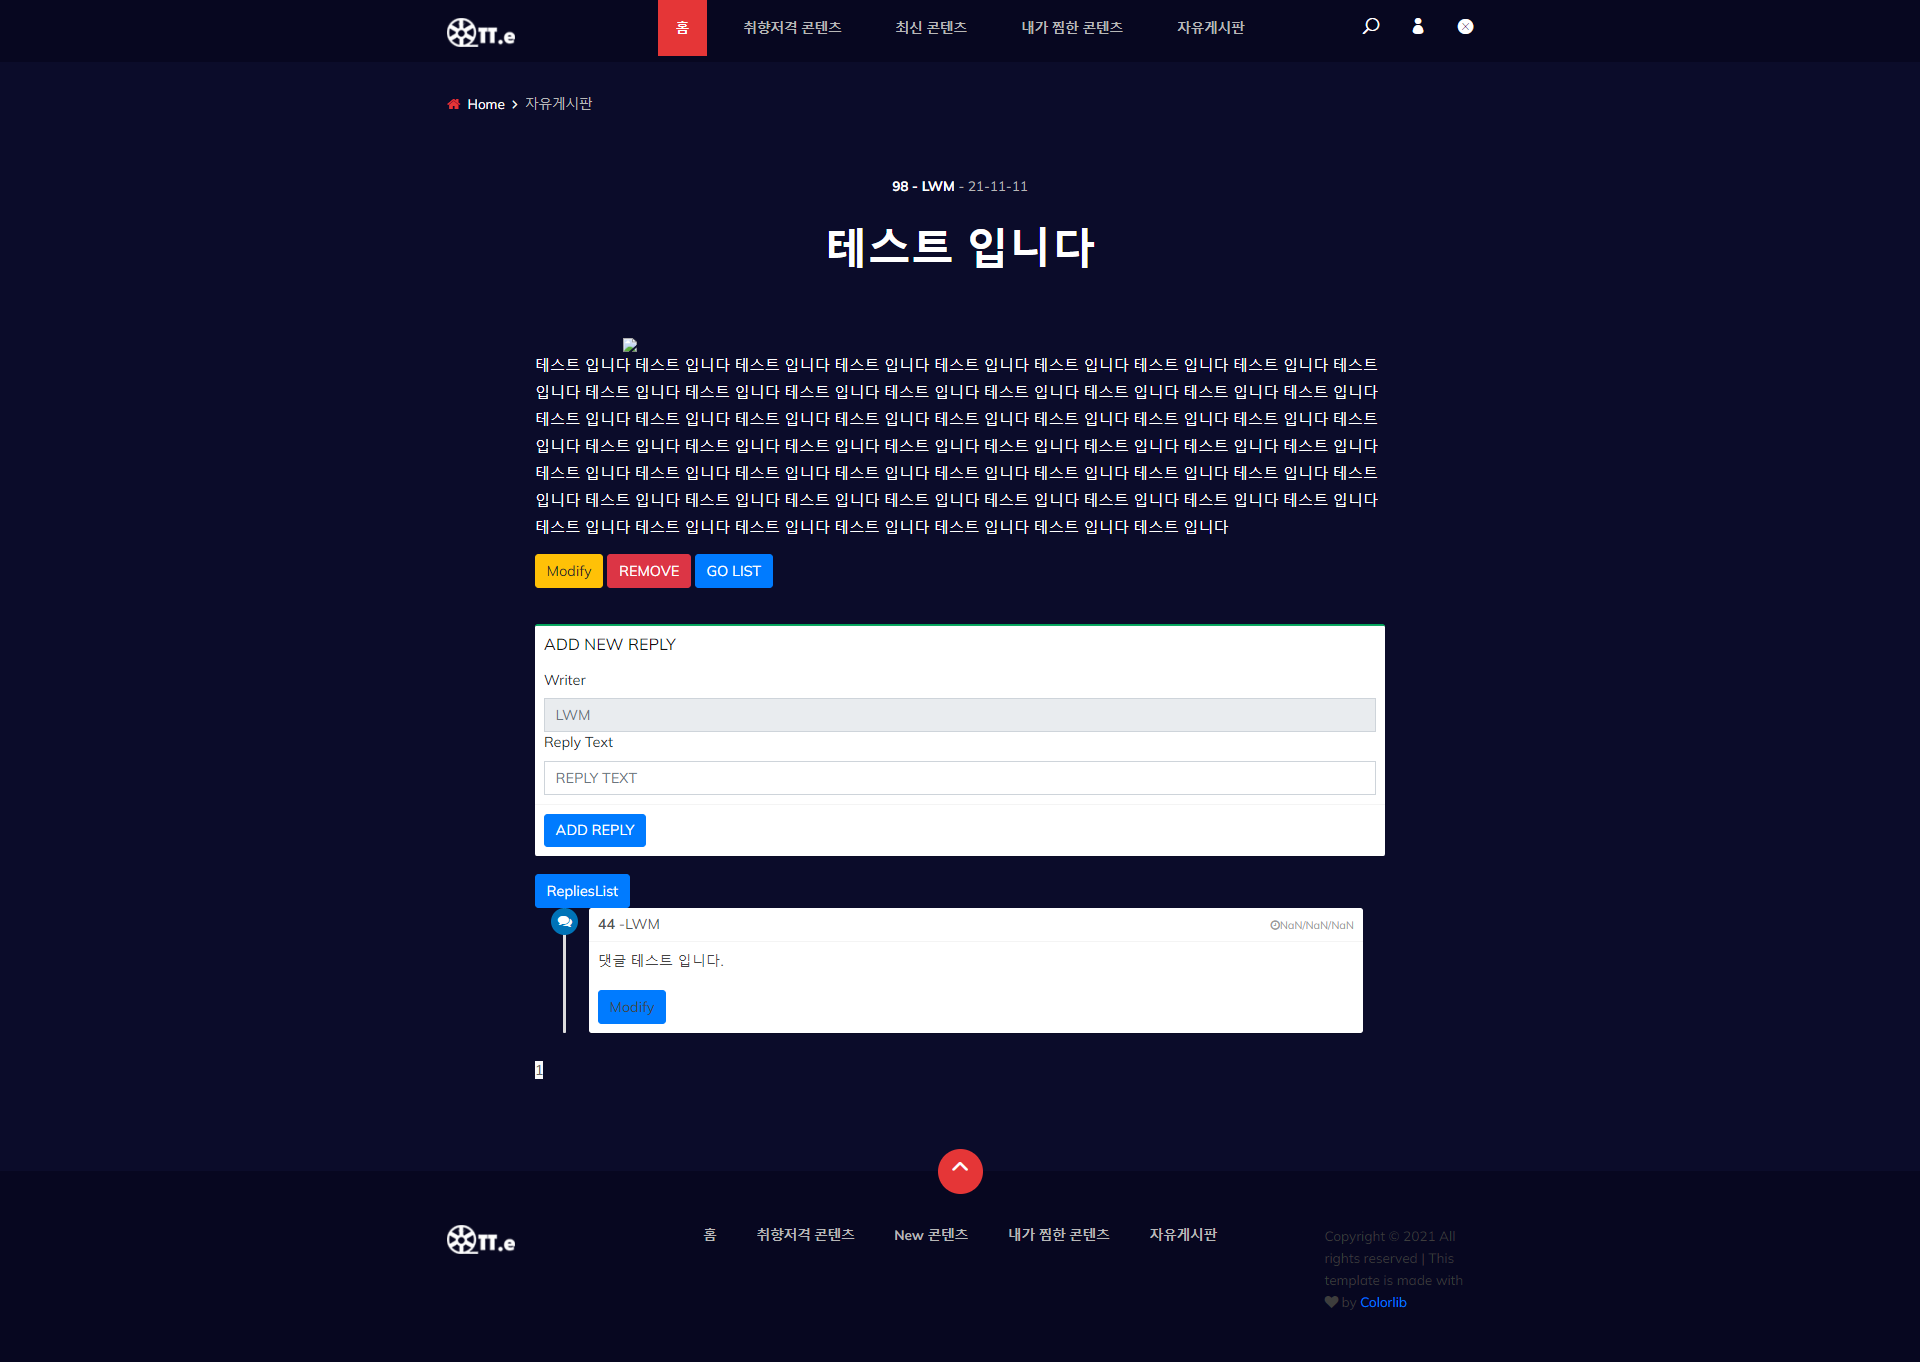 TT.e
홈 취향저격 콘텐츠 최신 콘텐츠 내가 찜한 콘텐츠 자유게시판
Home 자유게시판
98 - LWM - 21-11-11
테스트 입니다
테스트 입니다 테스트 입니다 테스트 입니다 테스트 입니다 테스트 입니다 테스트 입니다 테스트 입니다 테스트 입니다 테스트
입니다 테스트 입니다 테스트 입니다 테스트 입니다 테스트 입니다 테스트 입니다 테스트 입니다 테스트 입니다 테스트 입니다
테스트 입니다 테스트 입니다 테스트 입니다 테스트 입니다 테스트 입니다 테스트 입니다 테스트 입니다 테스트 입니다 테스트
입니다 테스트 입니다 테스트 입니다 테스트 입니다 테스트 입니다 테스트 입니다 테스트 입니다 테스트 입니다 테스트 입니다
테스트 입니다 테스트 입니다 테스트 입니다 테스트 입니다 테스트 입니다 테스트 입니다 테스트 입니다 테스트 입니다 테스트
입니다 테스트 입니다 테스트 입니다 테스트 입니다 테스트 입니다 테스트 입니다 테스트 입니다 테스트 입니다 테스트 입니다
테스트 입니다 테스트 입니다 테스트 입니다 테스트 입니다 테스트 입니다 테스트 입니다 테스트 입니다
Modify REMOVE GO LIST
ADD NEW REPLY
Writer
LWM
Reply Text
REPLY TEXT
ADD REPLY
RepliesList
44 -LWM NaN/NaN/NaN
댓글 테스트 입니다.
Modify
1
TT.e
홈 취향저격 콘텐츠 New 콘텐츠 내가 찜한 콘텐츠 자유게시판
Copyright © 2021 All
rights reserved | This
template is made with
by Colorlib